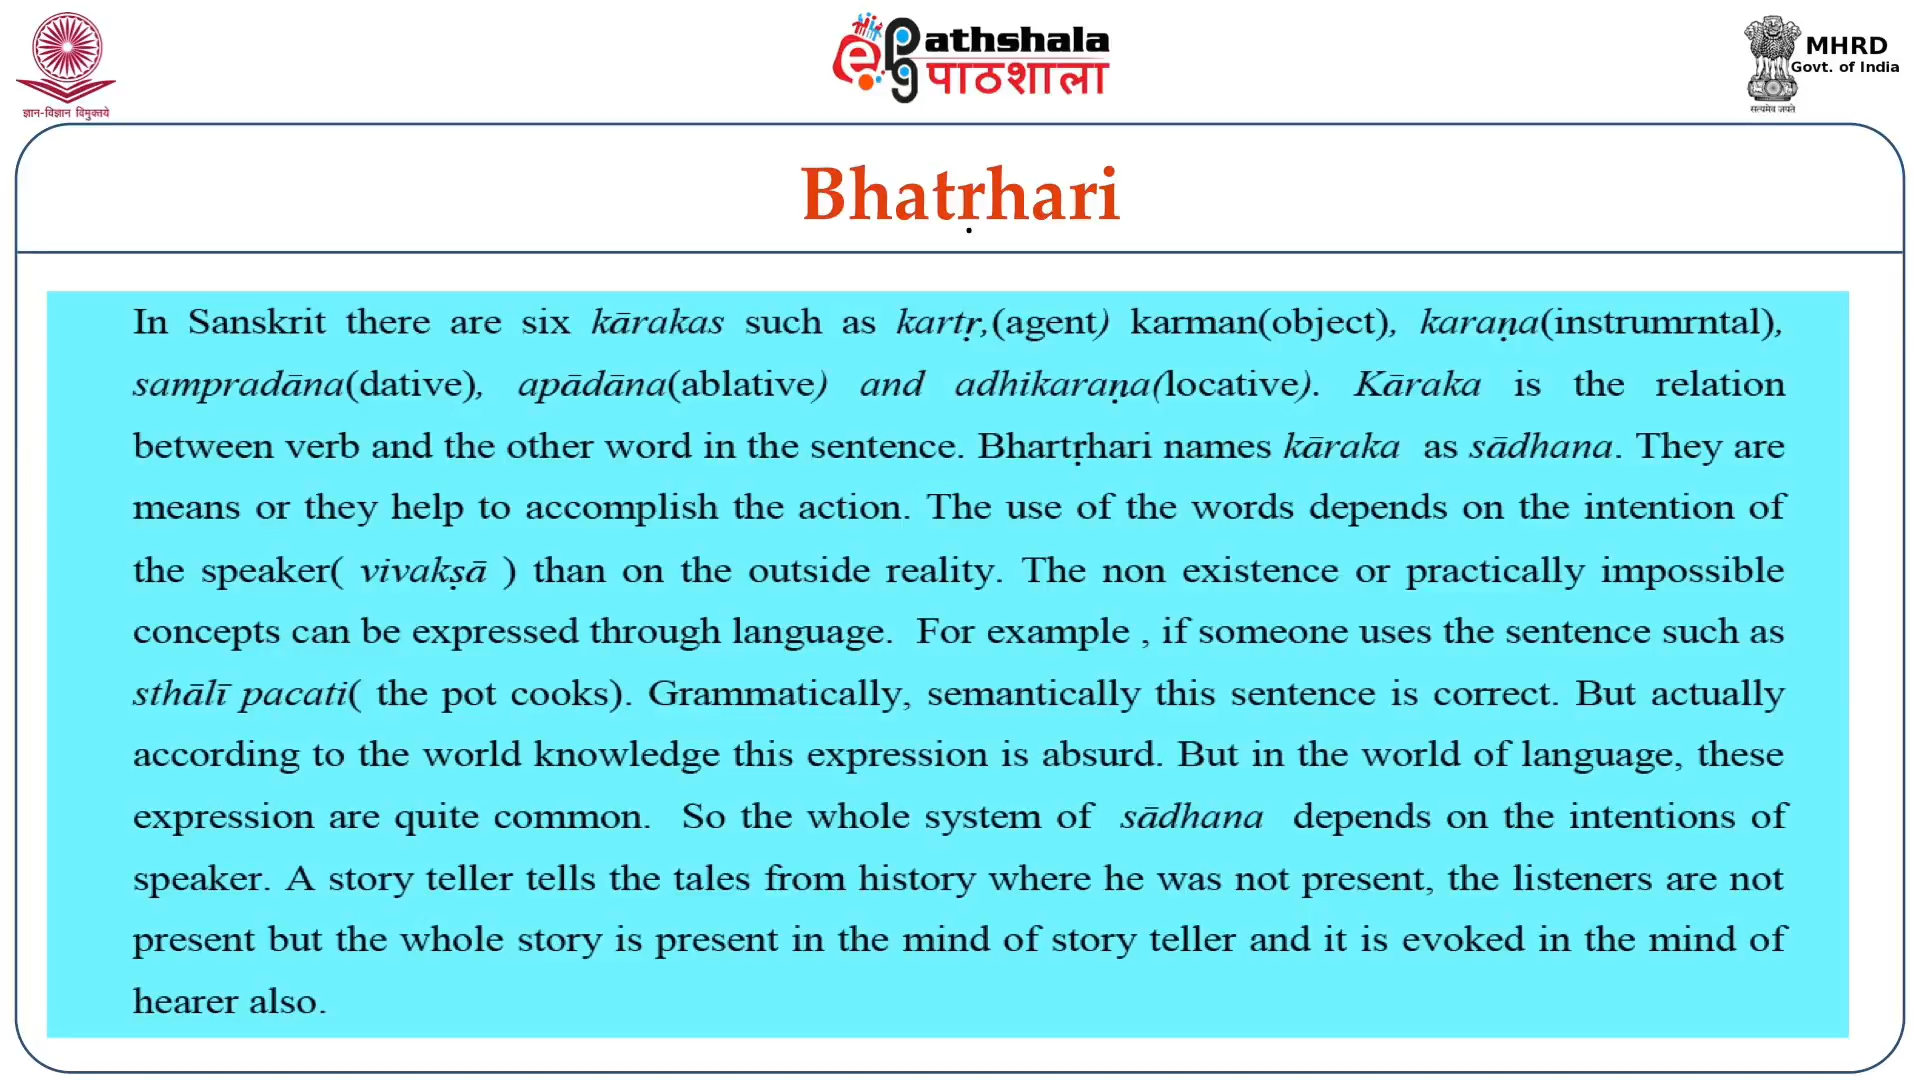 ज्ञान-विज्ञान विमुक्तये
e PG Pathshala
पाठशाला
सत्यमेव जयते
MHRD
Govt. of India
Bhatṛhari
In Sanskrit there are six kārakas such as kartṛ,(agent) karman(object), karaṇa(instrumrntal),
sampradāna(dative), apādāna(ablative) and adhikaraṇa(locative). Kāraka is the relation
between verb and the other word in the sentence. Bhartṛhari names kāraka as sādhana. They are
means or they help to accomplish the action. The use of the words depends on the intention of
the speaker( vivakṣā ) than on the outside reality. The non existence or practically impossible
concepts can be expressed through language. For example , if someone uses the sentence such as
sthālī pacati( the pot cooks). Grammatically, semantically this sentence is correct. But actually
according to the world knowledge this expression is absurd. But in the world of language, these
expression are quite common. So the whole system of sādhana depends on the intentions of
speaker. A story teller tells the tales from history where he was not present, the listeners are not
present but the whole story is present in the mind of story teller and it is evoked in the mind of
hearer also.